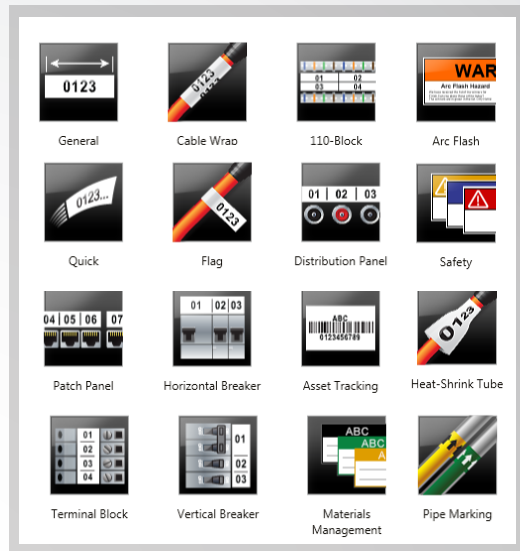 0123
General
0123
Cable Wrap
01 02
03 04
110-Block
WAR
Arc Flash Hazard
Arc Flash
0123...
Quick
0123
Flag
01 02 03
Distribution Panel
Safety
04 05 06 07
Patch Panel
01 02 03
Horizontal Breaker
ABC
0123456789
Asset Tracking
0123
Heat-Shrink Tube
01
02
03
04
Terminal Block
01
02
03
Vertical Breaker
ABC
ABC
A
Materials
Management
Pipe Marking